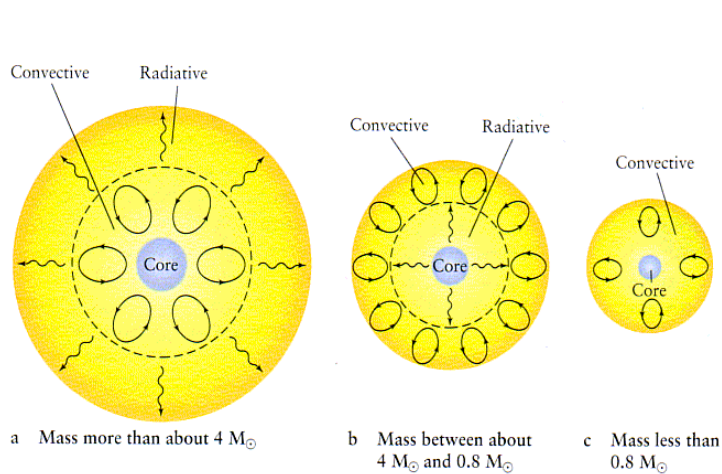 Convective
Radiative
Core
a Mass more than about 4 M☉
Convective
Radiative
Core
b Mass between about
4 M☉ and 0.8 M☉
Convective
Core
c Mass less than
0.8 M☉